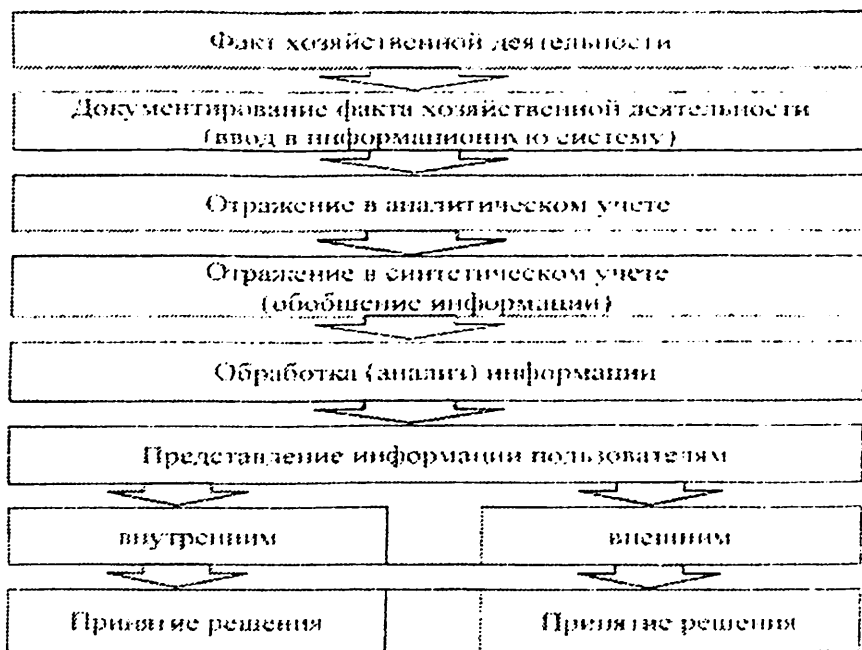 Факт хозяйственной деятельности
Документирование факта хозяйственной деятельности
(ввод в информационную систему)
Отражение в аналитическом учете
Отражение в синтетическом учете
(обобщение информации)
Обработка (анализ) информации
Представление информации пользователям
внутренним
внешним
Принятие решения
Принятие решения